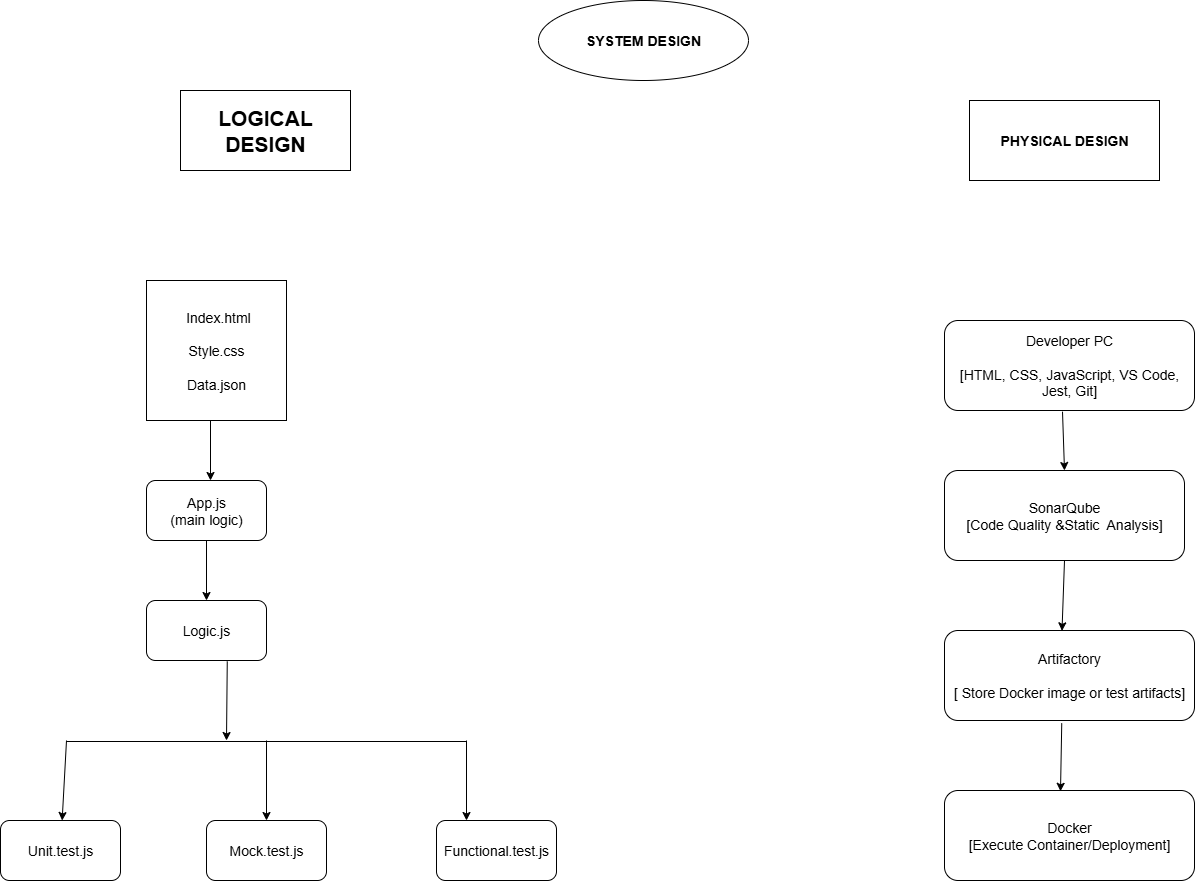 SYSTEM DESIGN
LOGICAL
DESIGN
PHYSICAL DESIGN
Index.html
Style.css
Data.json
App.js
(main logic)
Logic.js
Unit.test.js
Mock.test.js
Functional.test.js
Developer PC
[HTML, CSS, JavaScript, VS Code,
Jest, Git]
SonarQube
[Code Quality &Static  Analysis]
Artifactory
[ Store Docker image or test artifacts]
Docker
[Execute Container/Deployment]